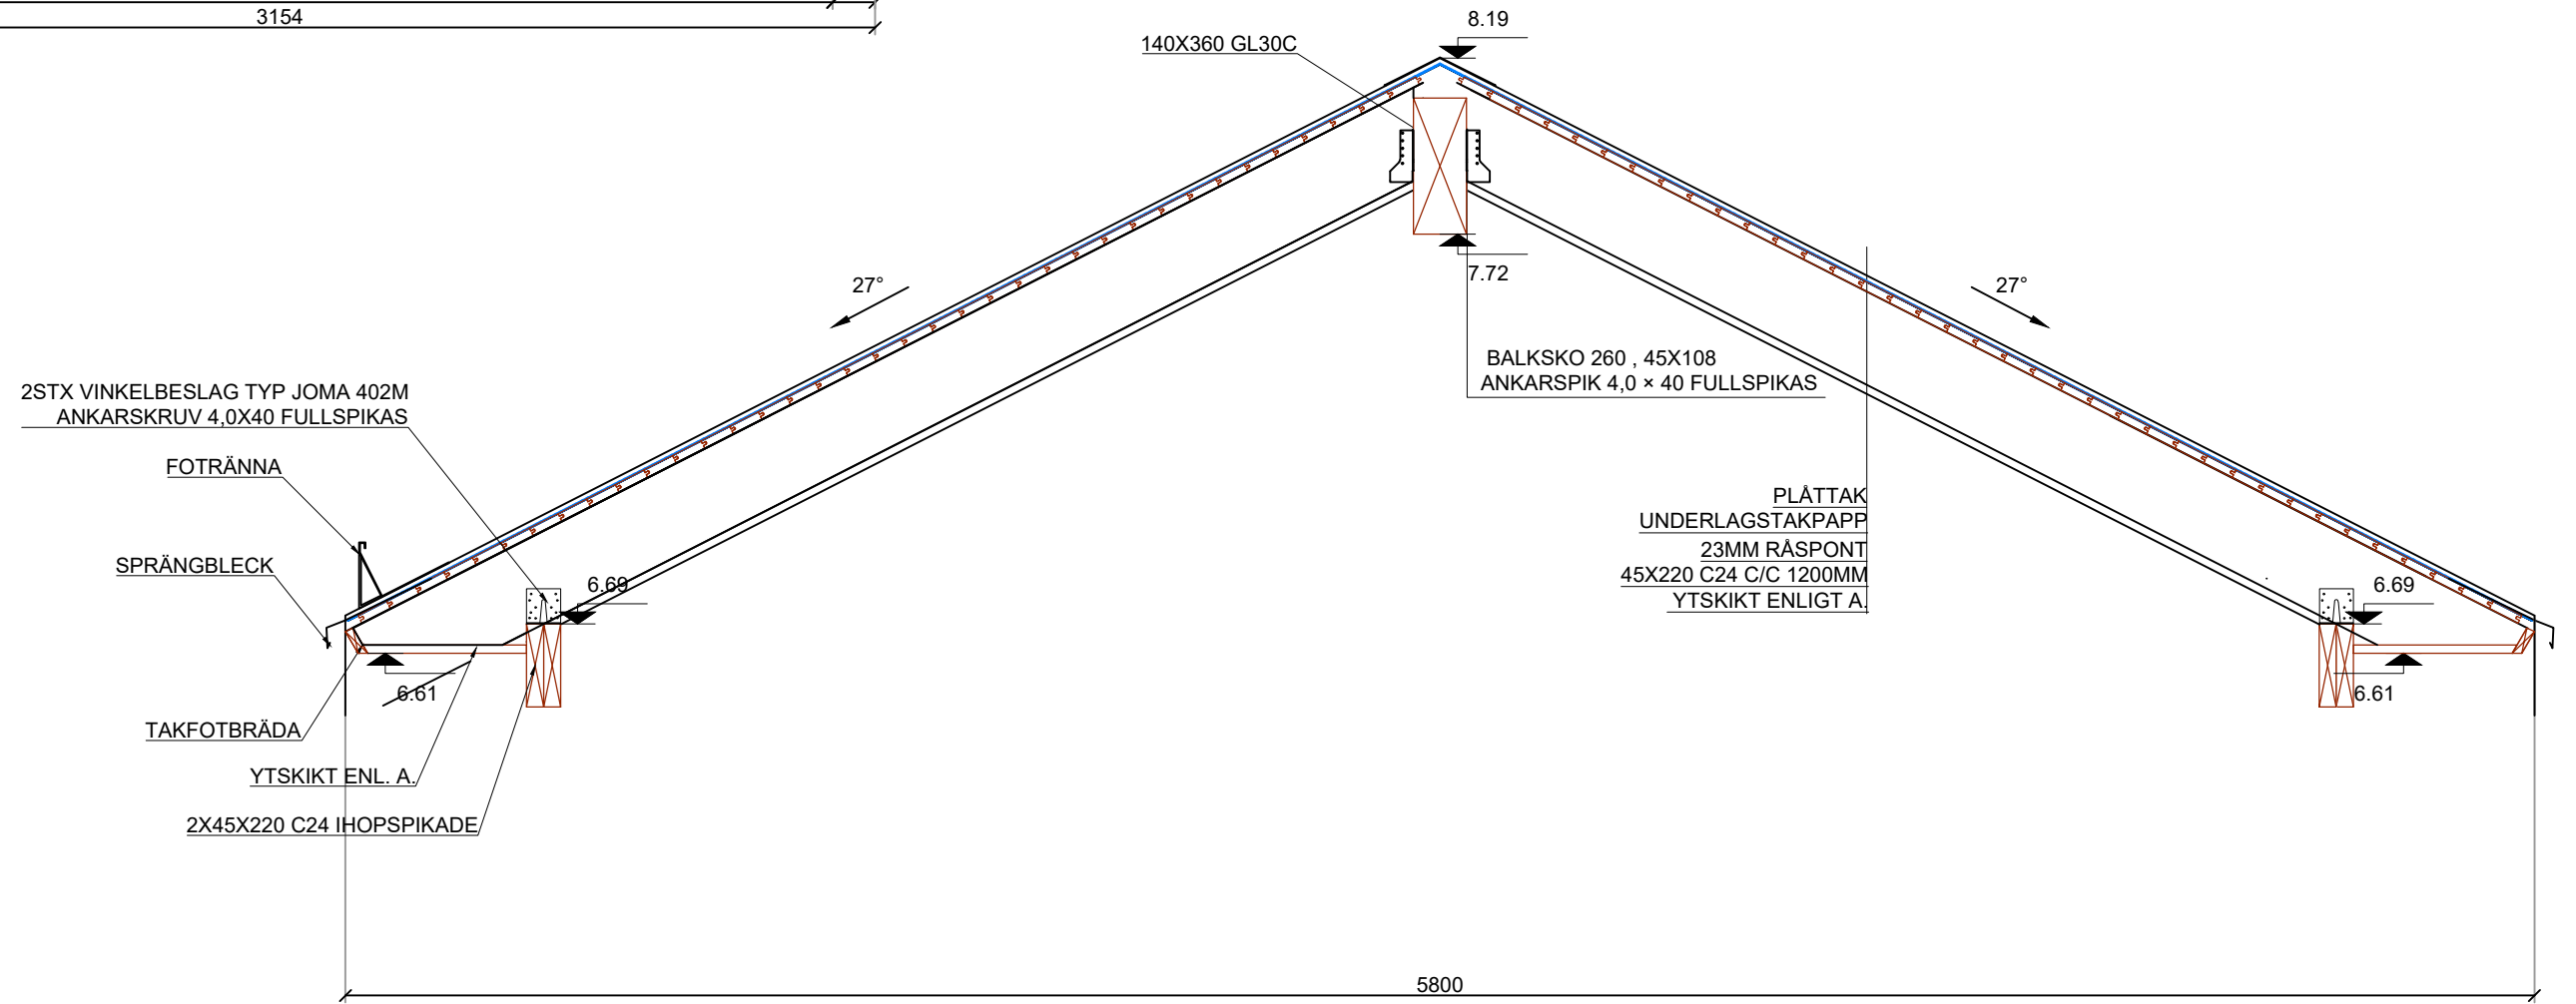 3154
8.19
140X360 GL30C
7.72
27°
27°
BALKSKO 260 , 45X108
ANKARSPIK 4,0 × 40 FULLSPIKAS
2STX VINKELBESLAG TYP JOMA 402M
ANKARSKRUV 4,0X40 FULLSPIKAS
FOTRÄNNA
SPRÄNGBLECK
PLÅTTAK
UNDERLAGSTAKPAPP
23MM RÅSPONT
45X220 C24 C/C 1200MM
YTSKIKT ENLIGT A.
6.69
6.69
6.61
6.61
TAKFOTBRÄDA
YTSKIKT ENL. A.
2X45X220 C24 IHOPSPIKADE
5800